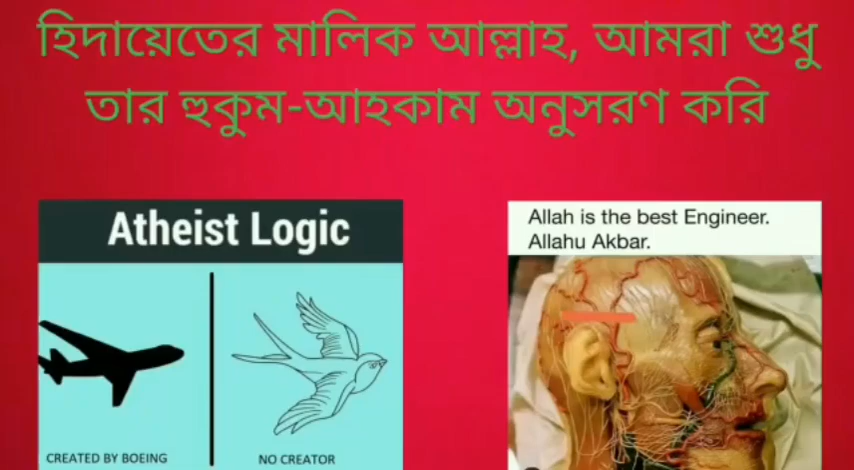 হিদায়েতের মালিক আল্লাহ, আমরা শুধু
তার হুকুম-আহকাম অনুসরণ করি
Atheist Logic
CREATED BY BOEING
NO CREATOR
Allah is the best Engineer.
Allahu Akbar.